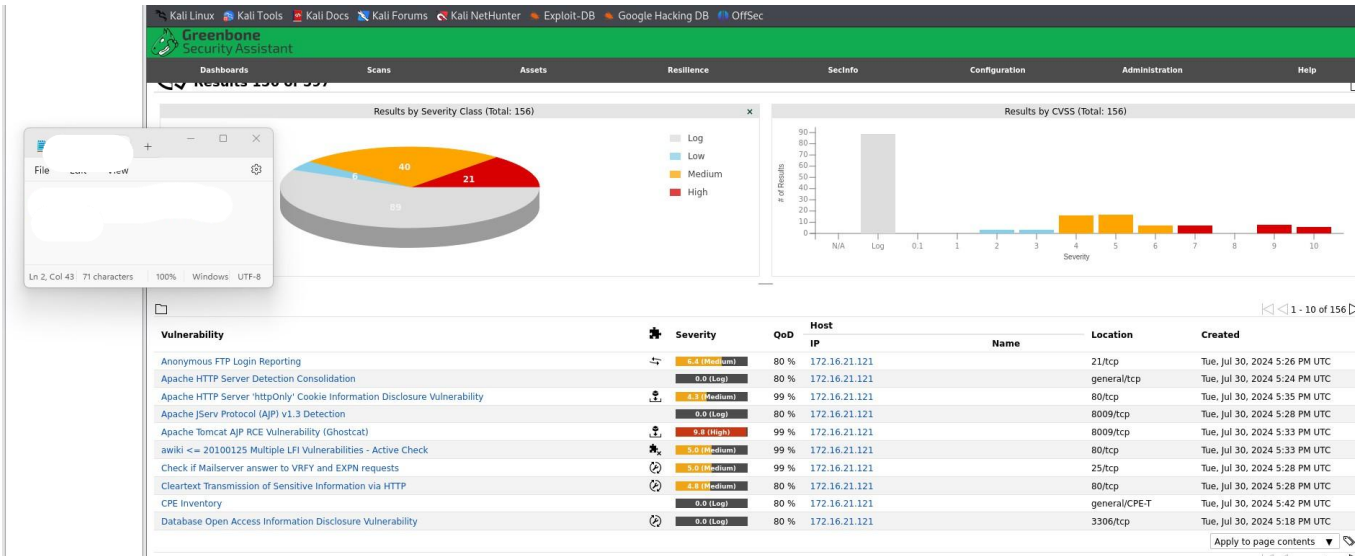 Kali Linux Kali Tools Kali Docs Kali Forums Kali NetHunter Exploit-DB Google Hacking DB OffSec
Greenbone
Security Assistant
Dashboards Scans Assets Resilience SecInfo Configuration Administration Help
Results by Severity Class (Total: 156) ×
40
6
21
89
Log
Low
Medium
High
Results by CVSS (Total: 156)
# of Results
90
80
70
60
50
40
30
20
10
0
N/A Log 0.1 1 2 3 4 5 6 7 8 9 10
Severity
File
Ln 2, Col 43 71 characters 100% Windows UTF-8
1 - 10 of 156
Vulnerability Severity QoD Host Location Created
IP Name
Anonymous FTP Login Reporting 6.4 (Medium) 80 % 172.16.21.121 21/tcp Tue, Jul 30, 2024 5:26 PM UTC
Apache HTTP Server Detection Consolidation 0.0 (Log) 80 % 172.16.21.121 general/tcp Tue, Jul 30, 2024 5:24 PM UTC
Apache HTTP Server 'httpOnly' Cookie Information Disclosure Vulnerability 4.3 (Medium) 99 % 172.16.21.121 80/tcp Tue, Jul 30, 2024 5:35 PM UTC
Apache JServ Protocol (AJP) v1.3 Detection 0.0 (Log) 80 % 172.16.21.121 8009/tcp Tue, Jul 30, 2024 5:28 PM UTC
Apache Tomcat AJP RCE Vulnerability (Ghostcat) 9.8 (High) 99 % 172.16.21.121 8009/tcp Tue, Jul 30, 2024 5:33 PM UTC
awiki <= 20100125 Multiple LFI Vulnerabilities - Active Check 5.0 (Medium) 99 % 172.16.21.121 80/tcp Tue, Jul 30, 2024 5:33 PM UTC
Check if Mailserver answer to VRFY and EXPN requests 5.0 (Medium) 99 % 172.16.21.121 25/tcp Tue, Jul 30, 2024 5:28 PM UTC
Cleartext Transmission of Sensitive Information via HTTP 4.8 (Medium) 80 % 172.16.21.121 80/tcp Tue, Jul 30, 2024 5:28 PM UTC
CPE Inventory 0.0 (Log) 80 % 172.16.21.121 general/CPE-T Tue, Jul 30, 2024 5:42 PM UTC
Database Open Access Information Disclosure Vulnerability 0.0 (Log) 80 % 172.16.21.121 3306/tcp Tue, Jul 30, 2024 5:18 PM UTC
Apply to page contents